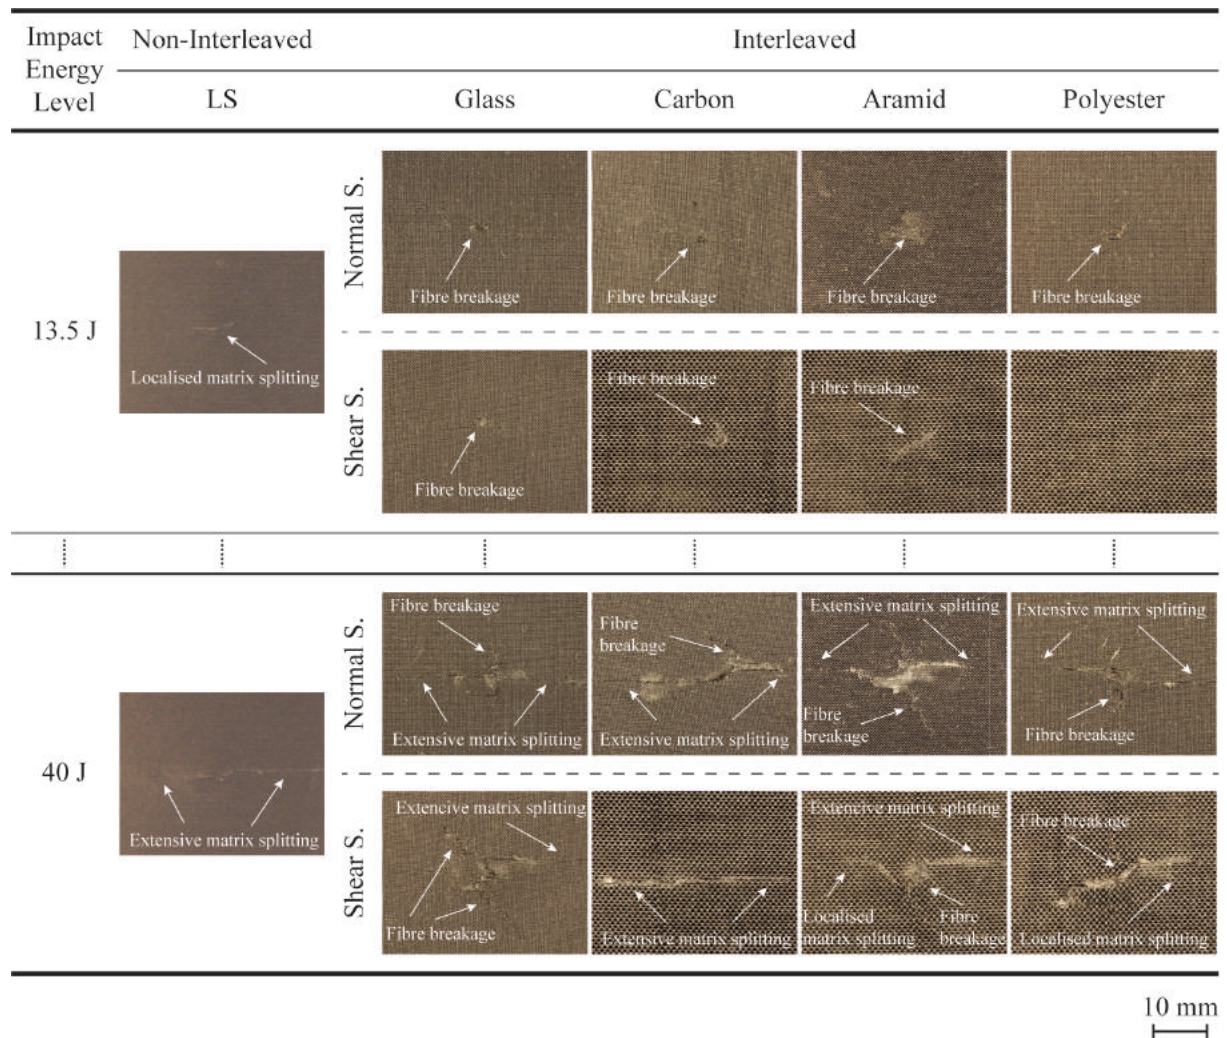 Impact
Energy
Level
Non-Interleaved
Interleaved
LS
Glass
Carbon
Aramid
Polyester
13.5 J
Localised matrix splitting
Normal S.
Fibre breakage
Fibre breakage
Fibre breakage
Fibre breakage
Shear S.
Fibre breakage
Fibre breakage
Fibre breakage
40 J
Extensive matrix splitting
Normal S.
Fibre breakage
Extensive matrix splitting
Fibre
breakage
Extensive matrix splitting
Extensive matrix splitting
Fibre
breakage
Extensive matrix splitting
Fibre breakage
Shear S.
Extencive matrix splitting
Fibre breakage
Extensive matrix splitting
Extencive matrix splitting
Localised
matrix splitting
Fibre
breakage
Fibre breakage
Localised matrix splitting
10 mm